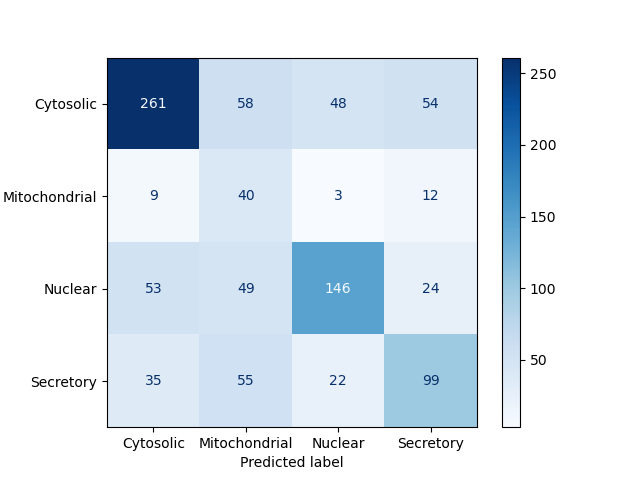 Cytosolic 261 58 48 54
Mitochondrial 9 40 3 12
Nuclear 53 49 146 24
Secretory 35 55 22 99
Cytosolic Mitochondrial Nuclear Secretory
Predicted label
250
200
150
100
50